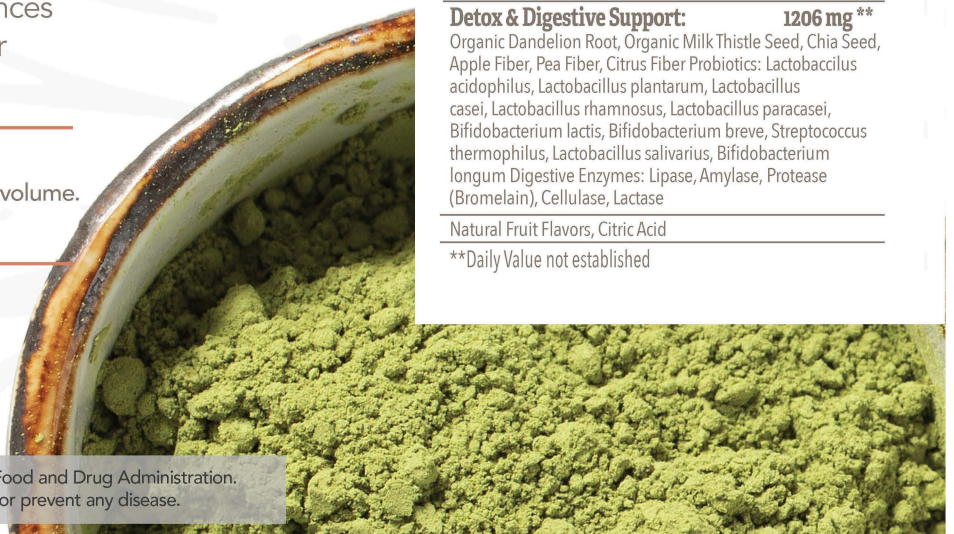 nces
r
volume.
Food and Drug Administration.
or prevent any disease.
Detox & Digestive Support: 1206 mg **
Organic Dandelion Root, Organic Milk Thistle Seed, Chia Seed,
Apple Fiber, Pea Fiber, Citrus Fiber Probiotics: Lactobaccilus
acidophilus, Lactobacillus plantarum, Lactobacillus
casei, Lactobacillus rhamnosus, Lactobacillus paracasei,
Bifidobacterium lactis, Bifidobacterium breve, Streptococcus
thermophilus, Lactobacillus salivarius, Bifidobacterium
longum Digestive Enzymes: Lipase, Amylase, Protease
(Bromelain), Cellulase, Lactase
Natural Fruit Flavors, Citric Acid
**Daily Value not established